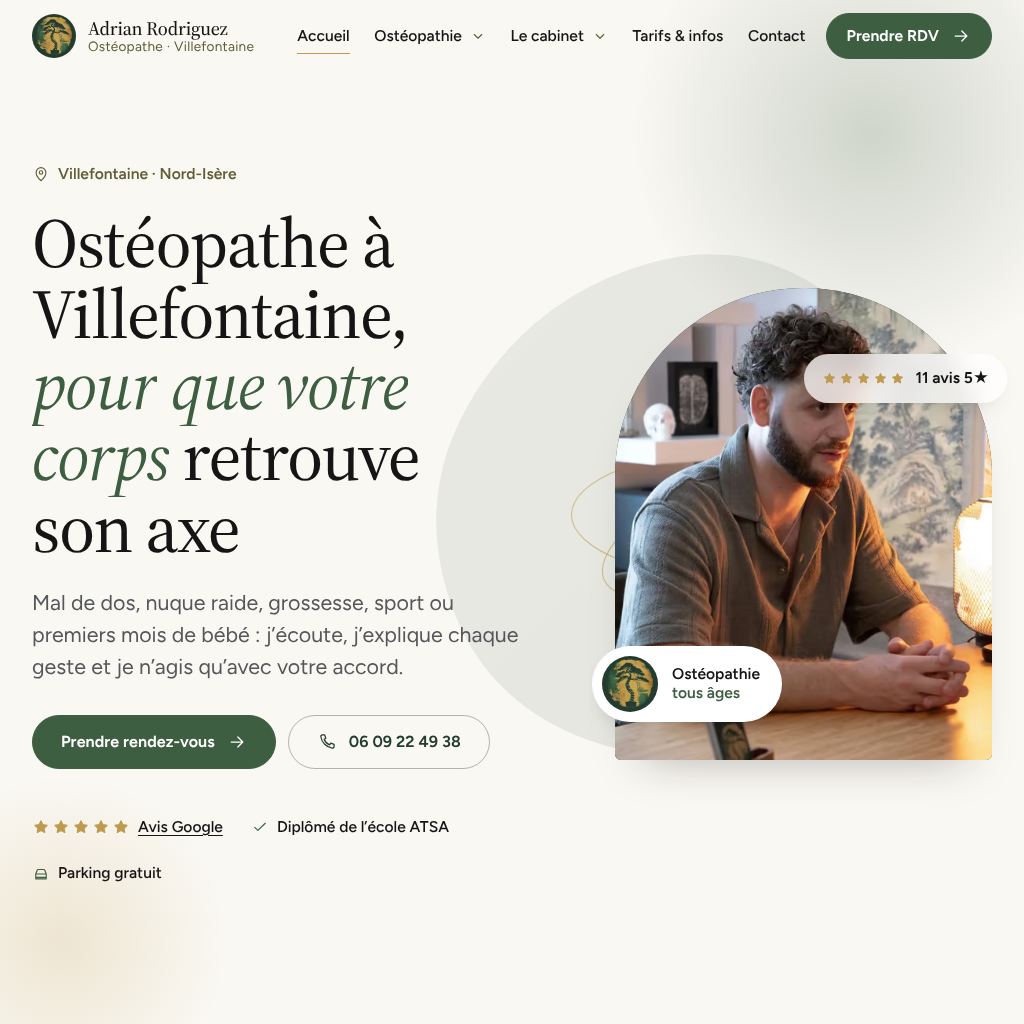 Adrian Rodriguez
Ostéopathe · Villefontaine
Accueil
Ostéopathie
Le cabinet
Tarifs & infos
Contact
Prendre RDV
Villefontaine · Nord-Isère
Ostéopathe à
Villefontaine,
pour que votre
corps retrouve
son axe
Mal de dos, nuque raide, grossesse, sport ou
premiers mois de bébé : j’écoute, j’explique chaque
geste et je n’agis qu’avec votre accord.
Prendre rendez-vous
06 09 22 49 38
Avis Google
Diplômé de l’école ATSA
Parking gratuit
11 avis 5★
Ostéopathie
tous âges